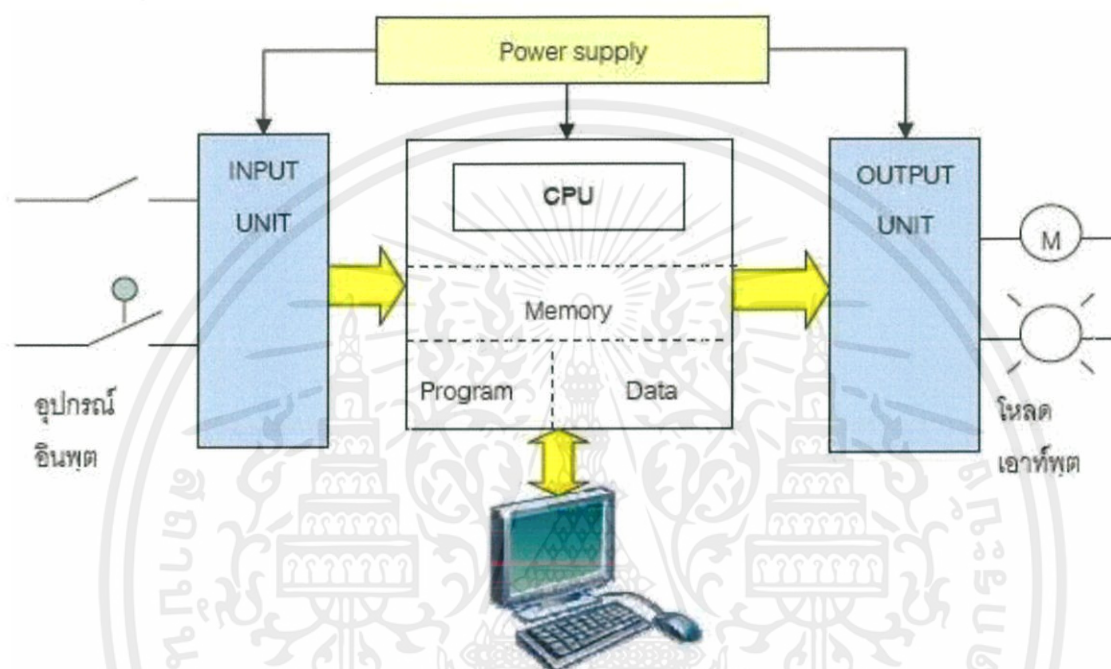 Power supply
INPUT
UNIT
CPU
Memory
Program
Data
OUTPUT
UNIT
M
อุปกรณ์
อินพุต
โหลด
เอาท์พุต